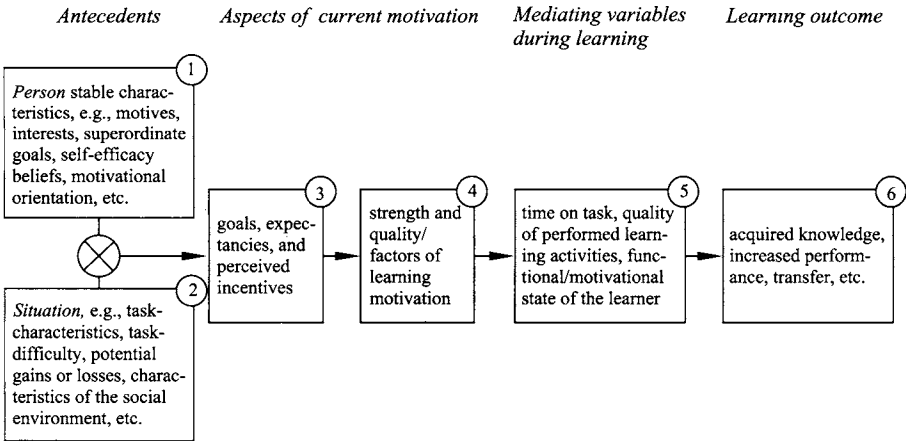 Antecedents
Aspects of current motivation
Mediating variables
during learning
Learning outcome
1
Person stable charac-
teristics, e.g., motives,
interests, superordinate
goals, self-efficacy
beliefs, motivational
orientation, etc.
2
Situation, e.g., task-
characteristics, task-
difficulty, potential
gains or losses, charac-
teristics of the social
environment, etc.
3
goals, expec-
tancies, and
perceived
incentives
4
strength and
quality/
factors of
learning
motivation
5
time on task, quality
of performed learn-
ing activities, func-
tional/motivational
state of the learner
6
acquired knowledge,
increased perform-
ance, transfer, etc.